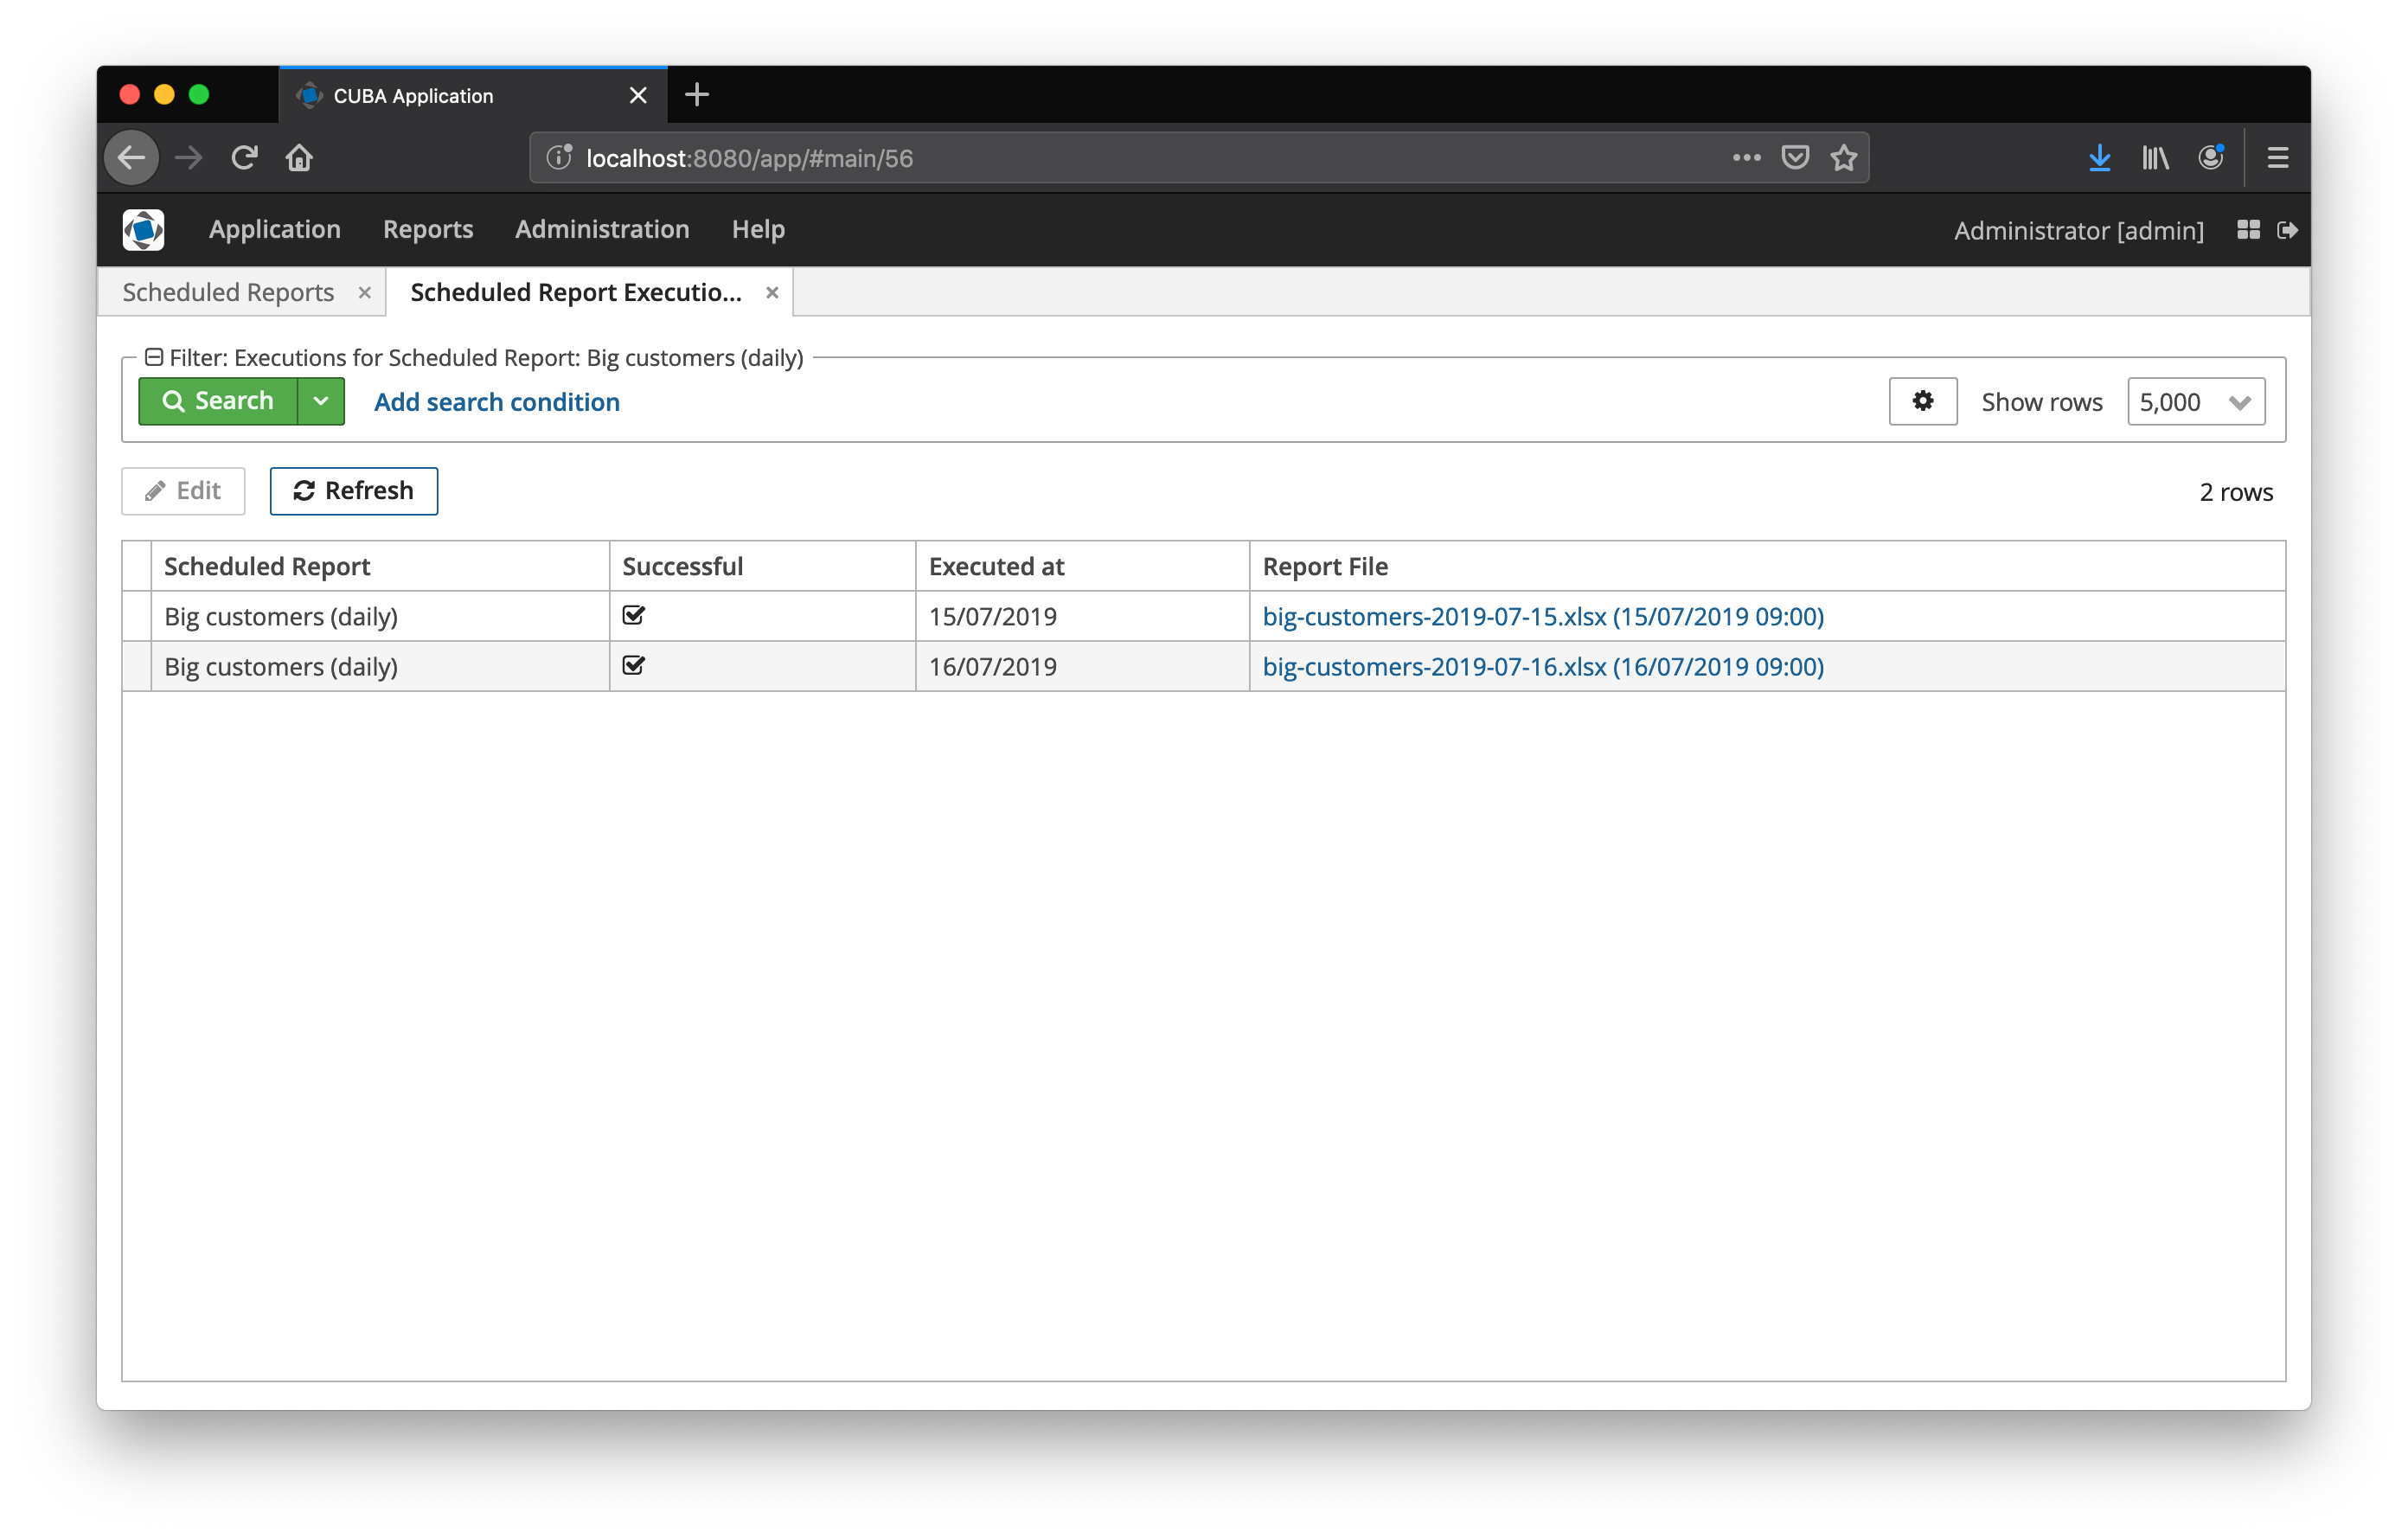 CUBA Application
localhost:8080/app/#main/56
Application Reports Administration Help Administrator [admin]
Scheduled Reports Scheduled Report Executio...
Filter: Executions for Scheduled Report: Big customers (daily)
Search Add search condition Show rows 5,000
Edit Refresh 2 rows
Scheduled Report Successful Executed at Report File
Big customers (daily) 15/07/2019 big-customers-2019-07-15.xlsx (15/07/2019 09:00)
Big customers (daily) 16/07/2019 big-customers-2019-07-16.xlsx (16/07/2019 09:00)